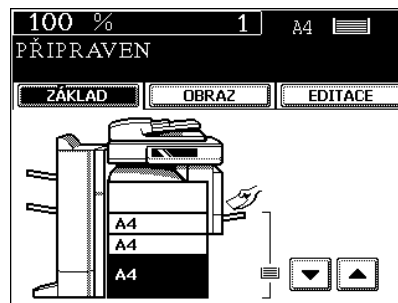 100 % 1 A4
PŘIPRAVEN
ZÁKLAD OBRAZ EDITACE
A4
A4
A4